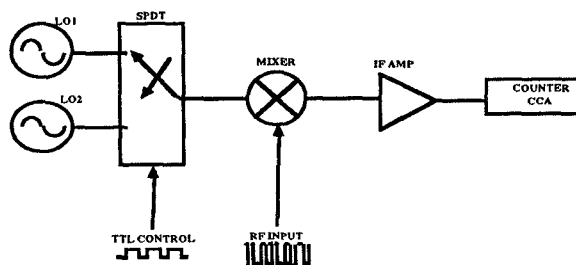 LO1
SPDT
MIXER
IF AMP
COUNTER
CCA
LO2
TTL CONTROL
RF INPUT